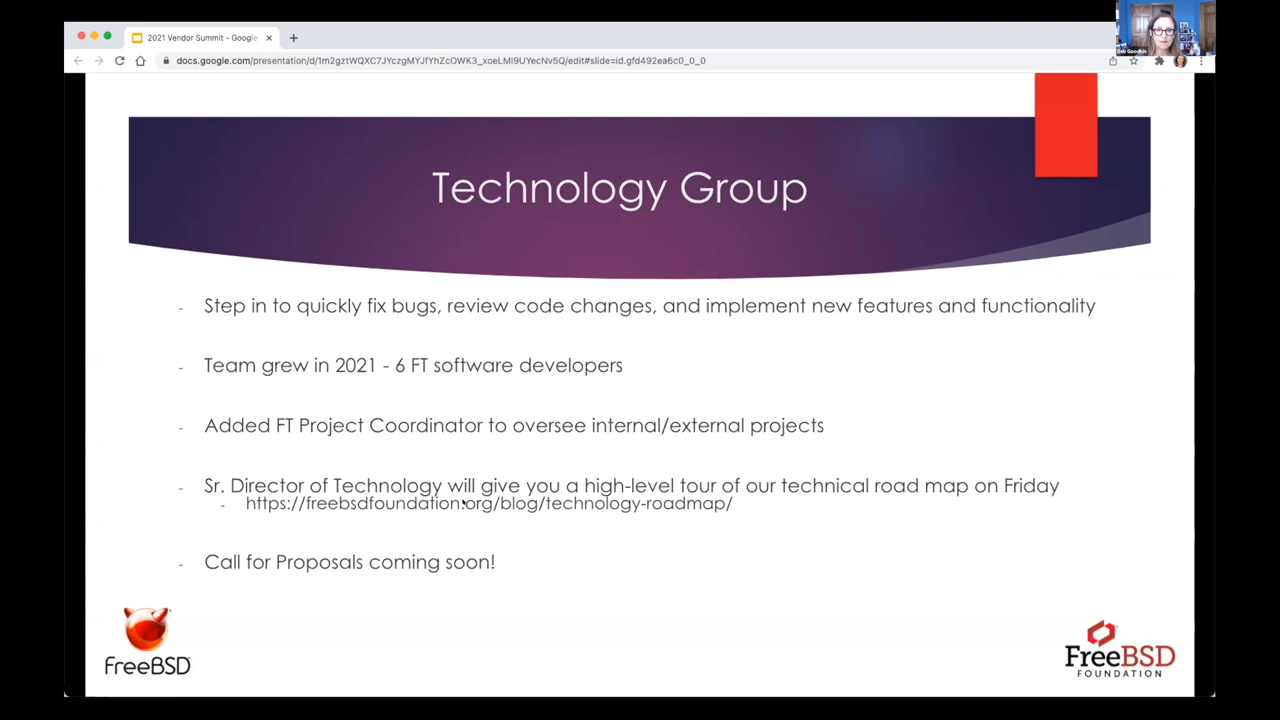 2021 Vendor Summit - Google
docs.google.com/presentation/d/1m2gztWQXC7JYczgMYJfYhZcOWK3_xoeLMI9UYecNv5Q/edit#slide=id.gfd492ea6c0_0_0
Deb Goodkin
Technology Group
- Step in to quickly fix bugs, review code changes, and implement new features and functionality
- Team grew in 2021 - 6 FT software developers
- Added FT Project Coordinator to oversee internal/external projects
- Sr. Director of Technology will give you a high-level tour of our technical road map on Friday
- https://freebsdfoundation.org/blog/technology-roadmap/
- Call for Proposals coming soon!
FreeBSD
FreeBSD
FOUNDATION